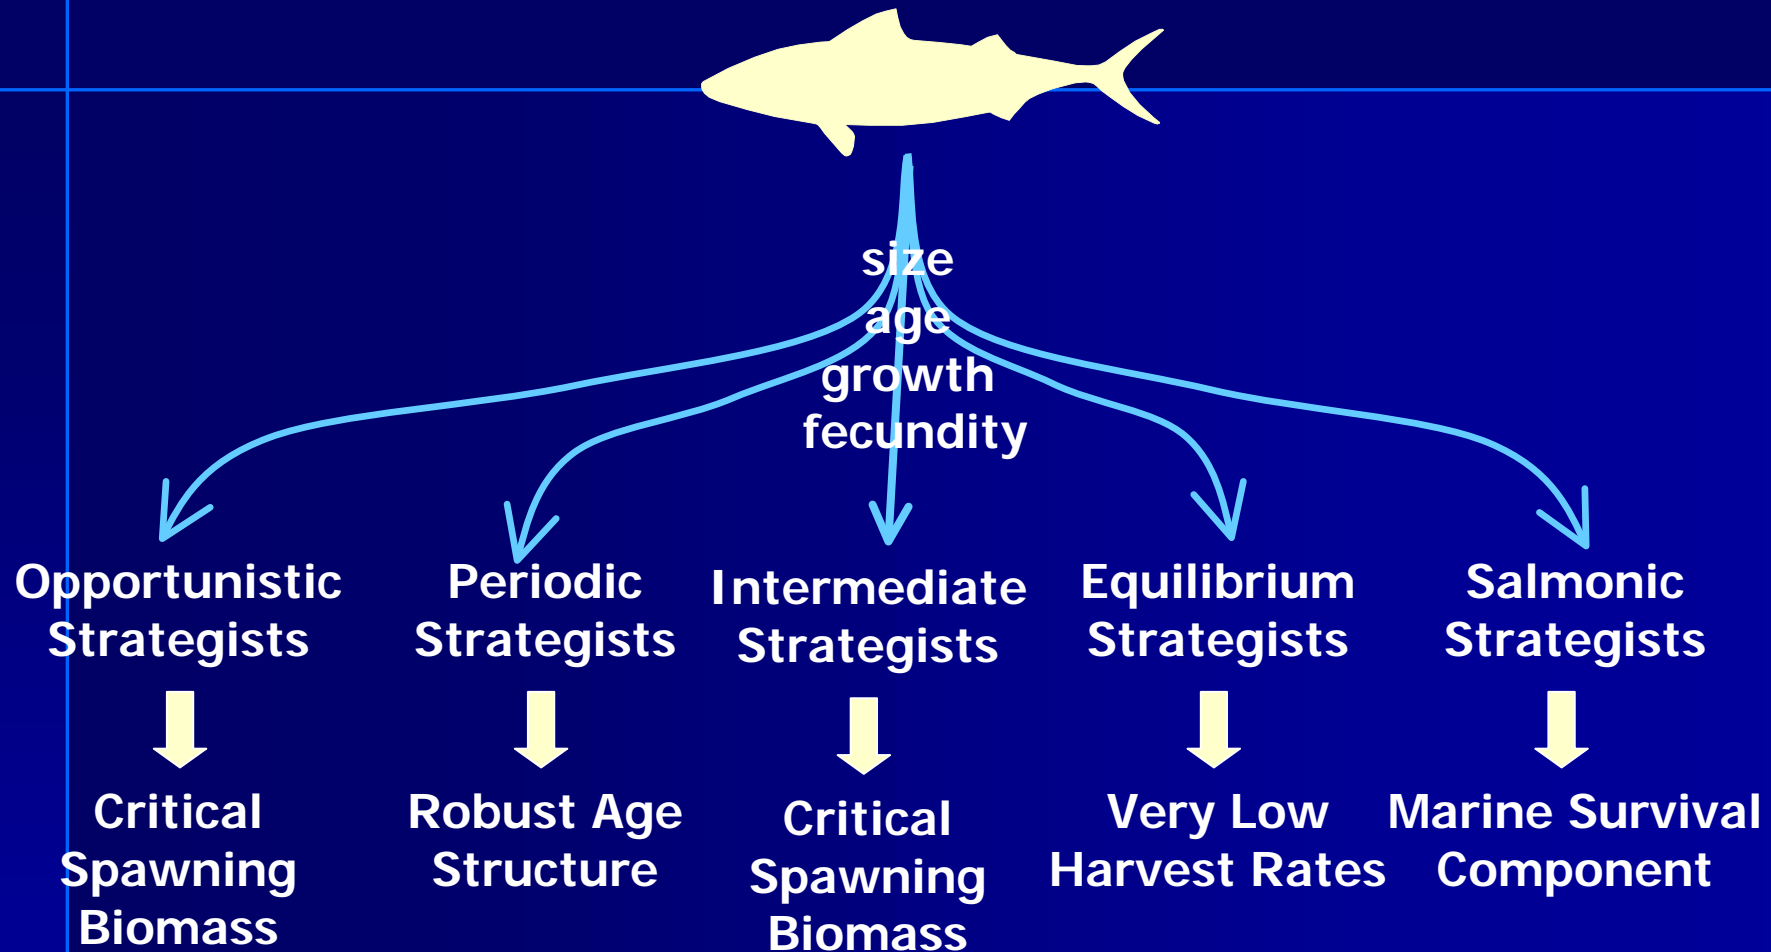 size
age
growth
fecundity
Opportunistic
Strategists
Periodic
Strategists
Intermediate
Strategists
Equilibrium
Strategists
Salmonic
Strategists
Critical
Spawning
Biomass
Robust Age
Structure
Critical
Spawning
Biomass
Very Low
Harvest Rates
Marine Survival
Component